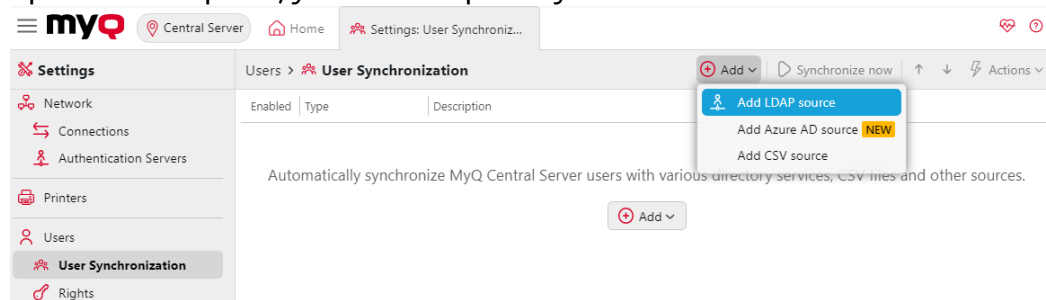 myQ Central Server Home Settings: User Synchroniz...
Settings
Users > User Synchronization
Add Synchronize now ↑ ↓ Actions
Network
Connections
Authentication Servers
Printers
Users
User Synchronization
Rights
Enabled Type Description
Add LDAP source
Add Azure AD source NEW
Add CSV source
Automatically synchronize MyQ Central Server users with various directory services, CSV files and other sources.
Add